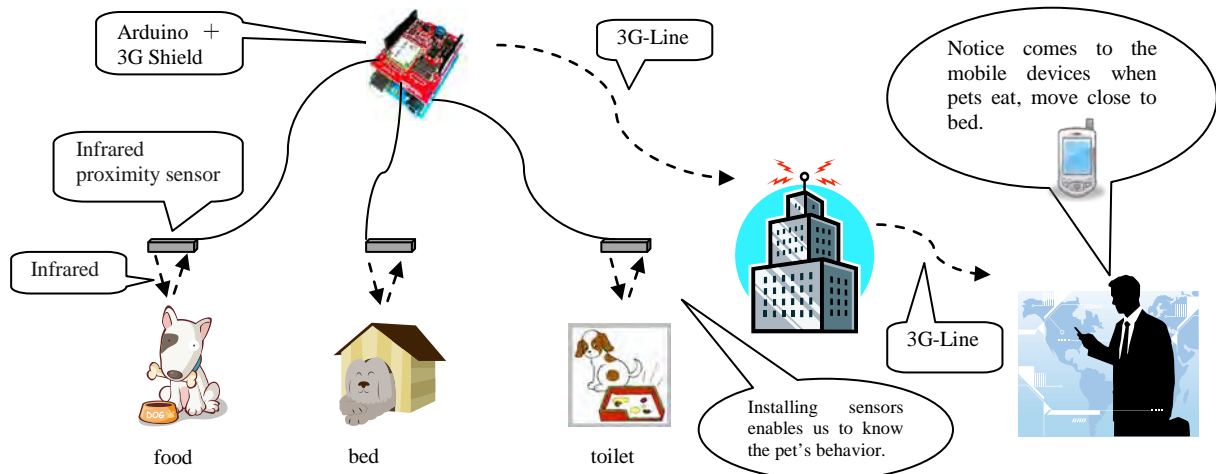 Arduino +
3G Shield
3G-Line
Notice comes to the
mobile devices when
pets eat, move close to
bed.
Infrared
proximity sensor
Infrared
3G-Line
DOG
Installing sensors
enables us to know
the pet's behavior.
food
bed
toilet